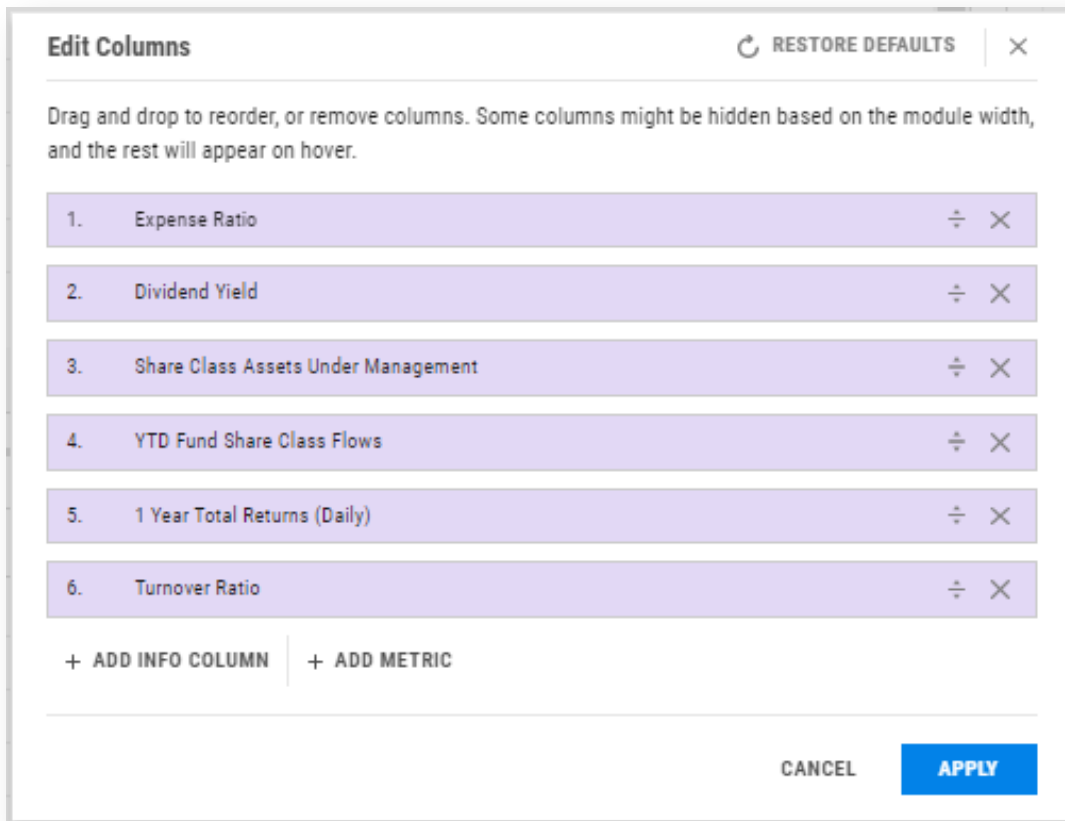 Edit Columns
RESTORE DEFAULTS
Drag and drop to reorder, or remove columns. Some columns might be hidden based on the module width,
and the rest will appear on hover.
1. Expense Ratio
2. Dividend Yield
3. Share Class Assets Under Management
4. YTD Fund Share Class Flows
5. 1 Year Total Returns (Daily)
6. Turnover Ratio
+ ADD INFO COLUMN + ADD METRIC
CANCEL APPLY